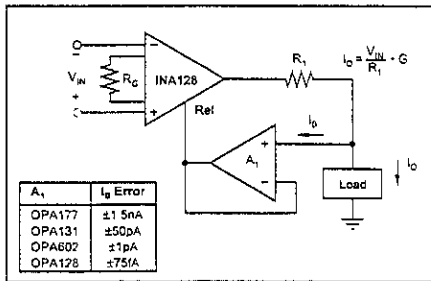 −
V_IN
+
R_G
−
INA128
+
Ref
R_1
I_O = V_IN / R_1 • G
I_B
A_1
+
−
Load
I_O
A_1 I_B Error
OPA177 ±1.5nA
OPA131 ±50pA
OPA602 ±1pA
OPA128 ±75fA